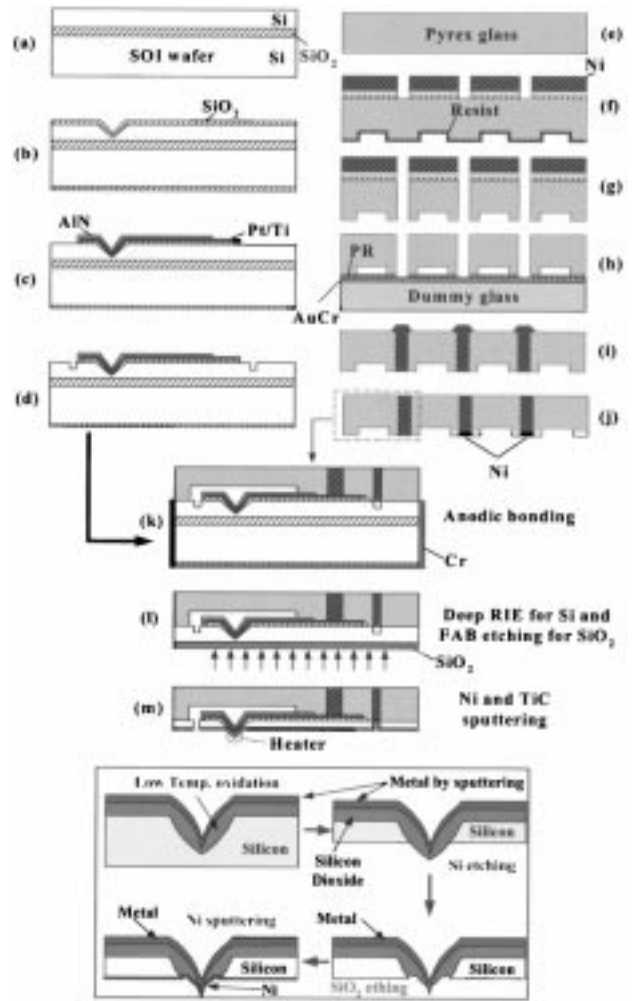 (a)
Si
SOI wafer
Si
SiO2
(b)
SiO2
(c)
AlN
Pt/Ti
(d)
Pyrex glass
(e)
Ni
(f)
Resist
(g)
PR
(h)
AuCr
Dummy glass
(i)
(j)
Ni
(k)
Anodic bonding
Cr
(l)
Deep RIE for Si and
FAB etching for SiO2
SiO2
(m)
Ni and TiC
sputtering
Heater
Low Temp. oxidation
Metal by sputtering
Silicon
Silicon
Silicon
Dioxide
Ni etching
Metal
Ni sputtering
Metal
Silicon
Silicon
Ni
SiO2 ething